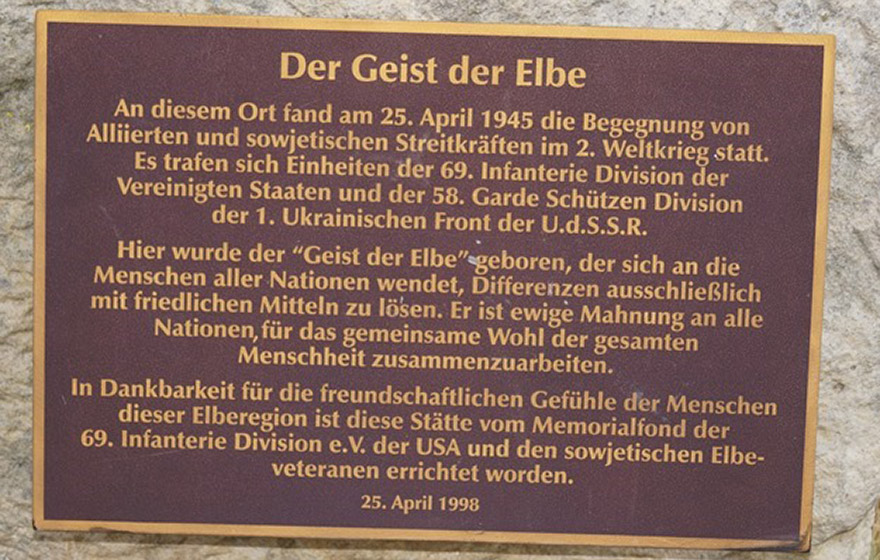 Der Geist der Elbe
An diesem Ort fand am 25. April 1945 die Begegnung von
Alliierten und sowjetischen Streitkräften im 2. Weltkrieg statt.
Es trafen sich Einheiten der 69. Infanterie Division der
Vereinigten Staaten und der 58. Garde Schützen Division
der 1. Ukrainischen Front der U.d.S.S.R.
Hier wurde der "Geist der Elbe" geboren, der sich an die
Menschen aller Nationen wendet, Differenzen ausschließlich
mit friedlichen Mitteln zu lösen. Er ist ewige Mahnung an alle
Nationen, für das gemeinsame Wohl der gesamten
Menschheit zusammenzuarbeiten.
In Dankbarkeit für die freundschaftlichen Gefühle der Menschen
dieser Elberegion ist diese Stätte vom Memorialfond der
69. Infanterie Division e.V. der USA und den sowjetischen Elbe-
veteranen errichtet worden.
25. April 1998